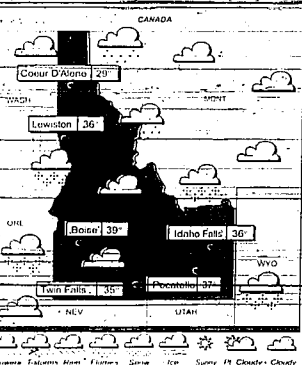 CANADA
Coeur D'Alene 29°
WASH
MONT
Lewiston 36°
ORE
Boise 39°
Idaho Falls 36°
WYO
Twin Falls 35°
Pocatello 37°
NEV
UTAH
Showers T-storms Rain Flurries Snow Ice Sunny Pt. Cloudy Cloudy